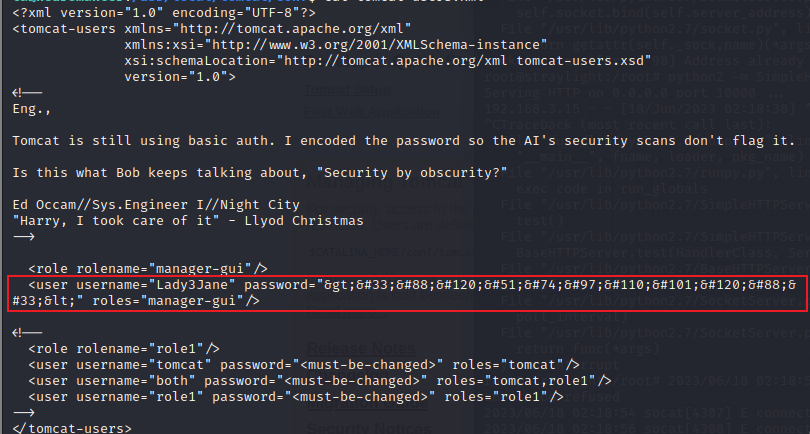 <?xml version="1.0" encoding="UTF-8"?>
<tomcat-users xmlns="http://tomcat.apache.org/xml"
xmlns:xsi="http://www.w3.org/2001/XMLSchema-instance"
xsi:schemaLocation="http://tomcat.apache.org/xml tomcat-users.xsd"
version="1.0">
<!--
Eng.,
Tomcat is still using basic auth. I encoded the password so the AI's security scans don't flag it.
Is this what Bob keeps talking about, "Security by obscurity?"
Ed Occam//Sys.Engineer I//Night City
"Harry, I took care of it" - Llyod Christmas
-->
<role rolename="manager-gui"/>
<user username="Lady3Jane" password="&gt;&#33;&#88;&#120;&#51;&#74;&#97;&#110;&#101;&#120;&#88;&
#33;&lt;" roles="manager-gui"/>
<!--
<role rolename="role1"/>
<user username="tomcat" password="<must-be-changed>" roles="tomcat"/>
<user username="both" password="<must-be-changed>" roles="tomcat,role1"/>
<user username="role1" password="<must-be-changed>" roles="role1"/>
-->
</tomcat-users>